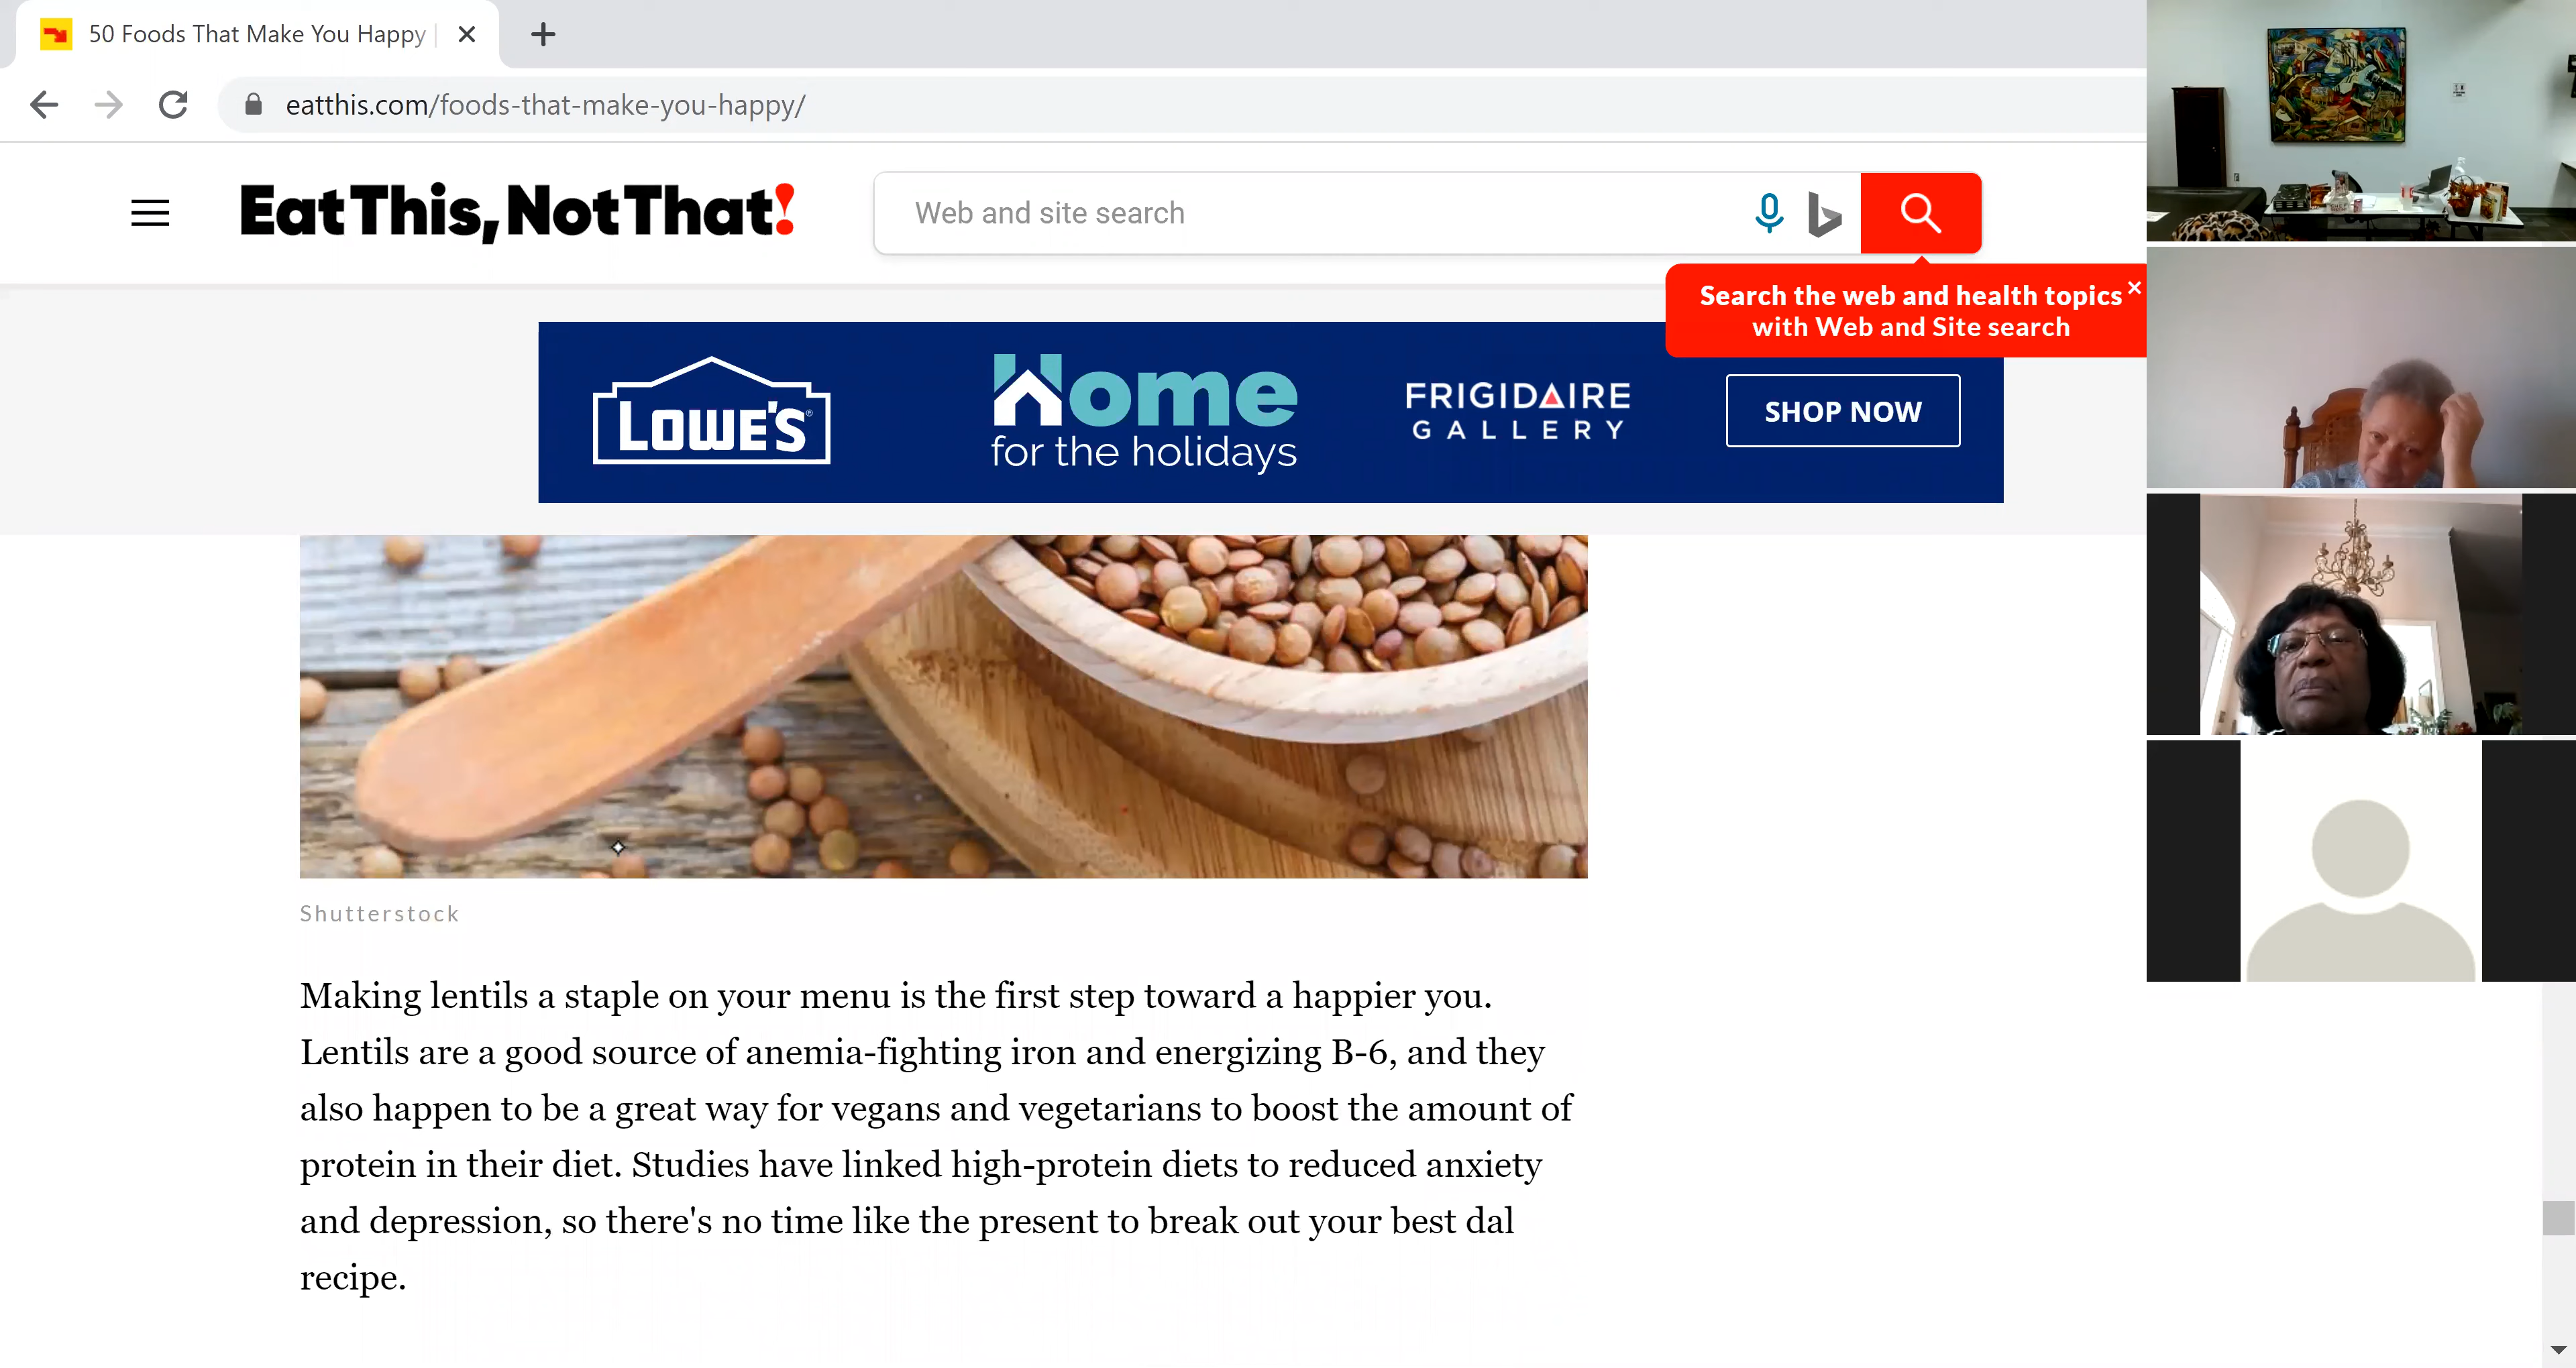 50 Foods That Make You Happy |
eatthis.com/foods-that-make-you-happy/
Eat This, Not That!
Web and site search
Search the web and health topics
with Web and Site search
LOWE'S®
Home
for the holidays
FRIGIDAIRE
GALLERY
SHOP NOW
Shutterstock
Making lentils a staple on your menu is the first step toward a happier you.
Lentils are a good source of anemia-fighting iron and energizing B-6, and they
also happen to be a great way for vegans and vegetarians to boost the amount of
protein in their diet. Studies have linked high-protein diets to reduced anxiety
and depression, so there's no time like the present to break out your best dal
recipe.